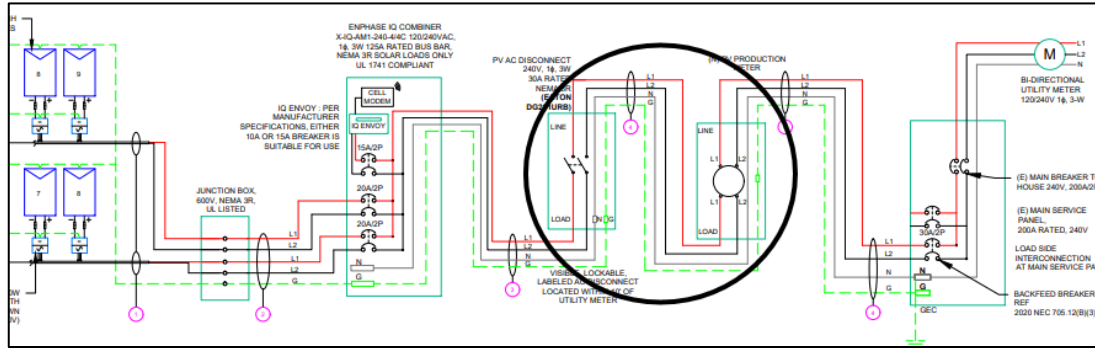 8
9
7
8
JUNCTION BOX,
600V, NEMA 3R,
UL LISTED
L1
L2
L1
L2
G
1
2
ENPHASE IQ COMBINER
X-IQ-AM1-240-4/4C 120/240VAC,
1ϕ, 3W 125A RATED BUS BAR,
NEMA 3R SOLAR LOADS ONLY
UL 1741 COMPLIANT
CELL
MODEM
IQ ENVOY
IQ ENVOY : PER
MANUFACTURER
SPECIFICATIONS, EITHER
10A OR 15A BREAKER IS
SUITABLE FOR USE
15A/2P
20A/2P
20A/2P
N
G
L1
L2
N
G
3
PV AC DISCONNECT
240V, 1ϕ, 3W
30A RATED
LINE
LOAD
N
G
VISIBLE, LOCKABLE,
LABELED AC DISCONNECT
UTILITY METER
L1
L2
N
G
4
PV PRODUCTION
METER
LINE
L1
L2
L1
L2
LOAD
L1
L2
N
G
L1
L2
N
G
4
M
L1
L2
N
BI-DIRECTIONAL
UTILITY METER
120/240V 1ϕ, 3-W
(E) MAIN BREAKER
HOUSE 240V,
(E) MAIN SERVICE
PANEL,
200A RATED, 240V
30A/2P
LOAD SIDE
INTERCONNECTION
AT MAIN SERVICE
N
G
GEC
BACKFEED BREAKER
REF
2020 NEC 705.12(B)(3)